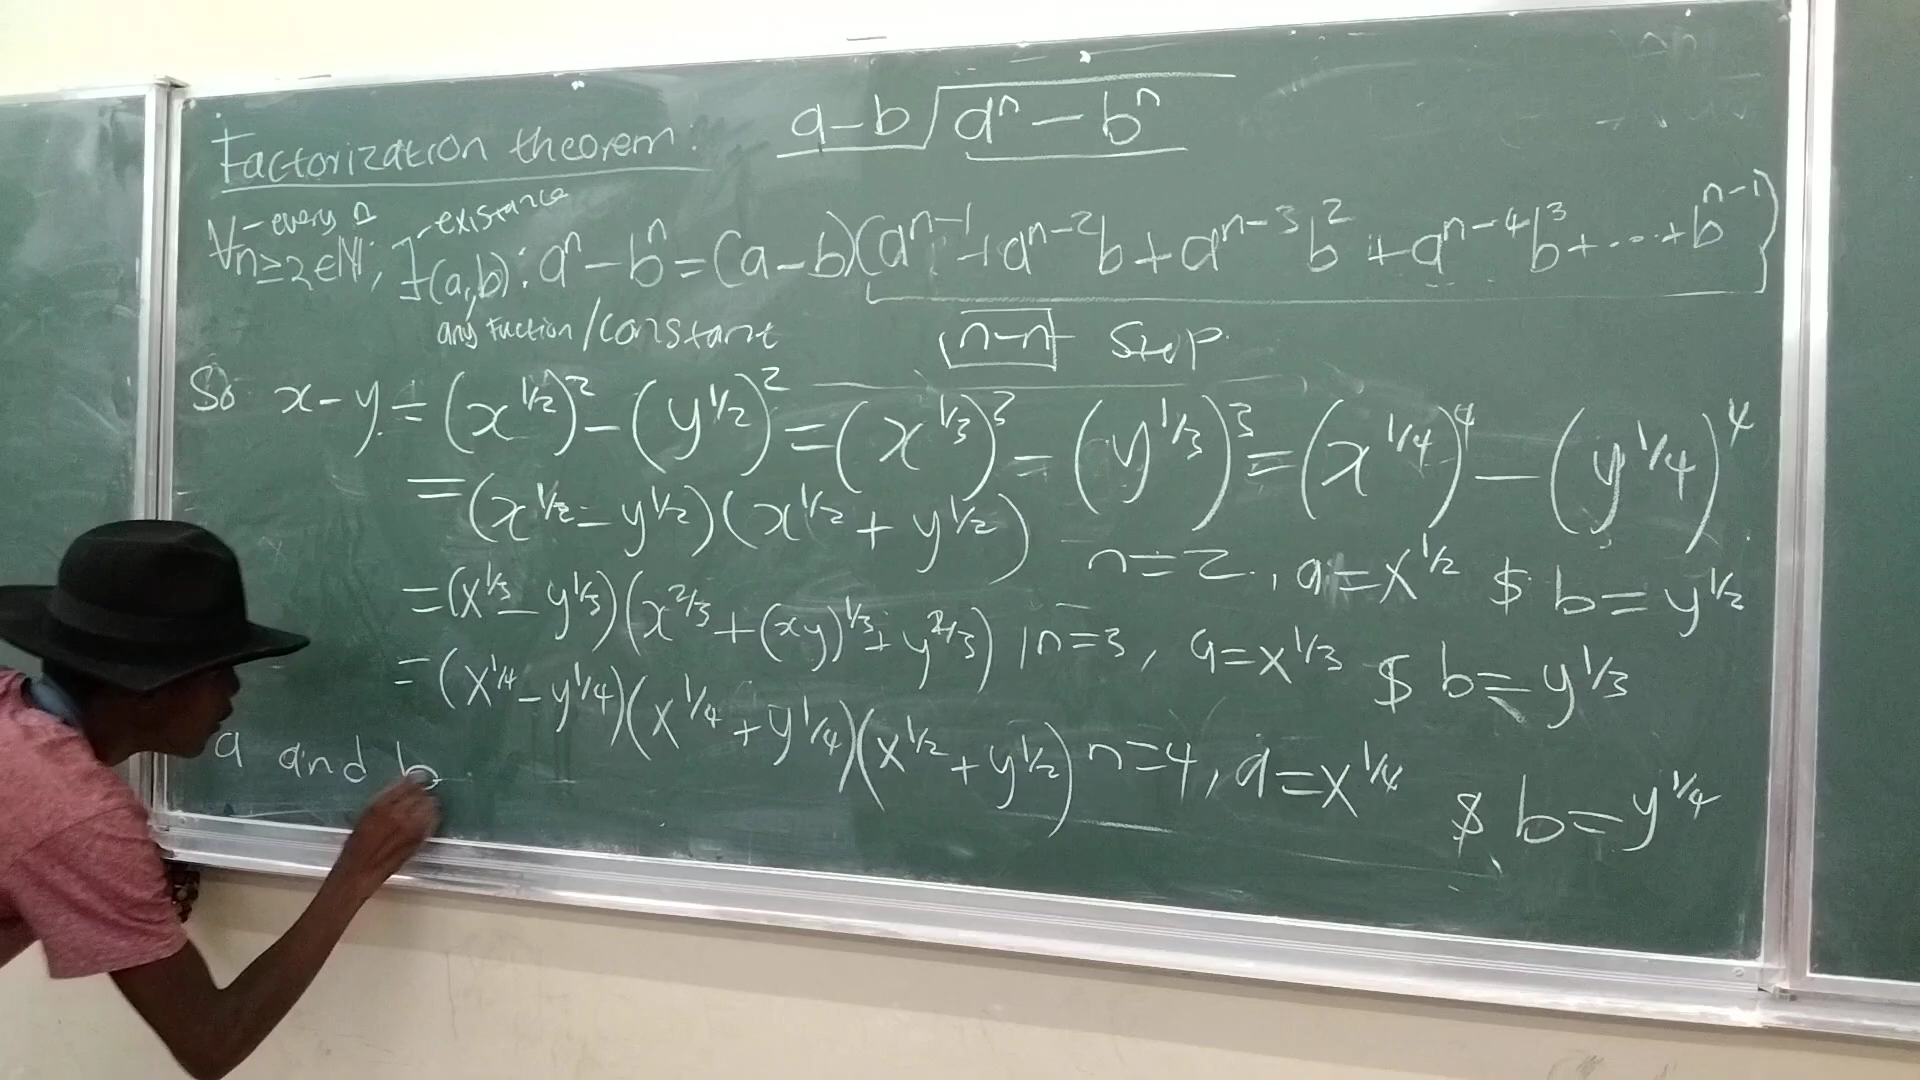 Factorization theorem:
a-b/aⁿ-bⁿ
- every n
- existance
∀n≥2∈ℕ; ∃(a,b): aⁿ-bⁿ=(a-b)(aⁿ⁻¹+aⁿ⁻²b+aⁿ⁻³b²+aⁿ⁻⁴b³+....+bⁿ⁻¹)
any fuction/constant
n-n Stop.
So x-y=(x^1/2)²-(y^1/2)²=(x^1/3)³-(y^1/3)³=(x^1/4)⁴-(y^1/4)⁴
=(x^1/2-y^1/2)(x^1/2+y^1/2) n=2, a=x^1/2 $ b=y^1/2
=(x^1/3-y^1/3)(x^2/3+(xy)^1/3+y^2/3) n=3, a=x^1/3 $ b=y^1/3
=(x^1/4-y^1/4)(x^1/4+y^1/4)(x^1/2+y^1/2) n=4, a=x^1/4 $ b=y^1/4
a and b